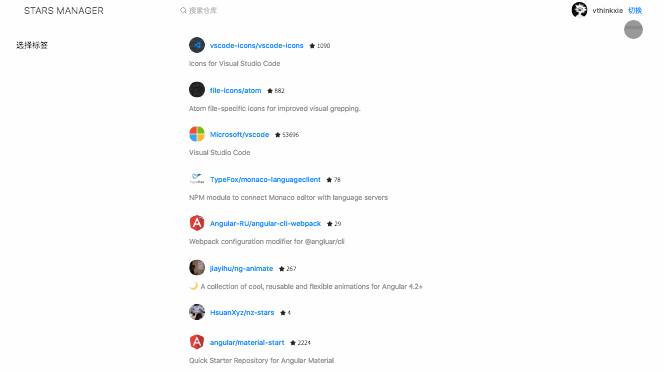 STARS MANAGER
搜索仓库
vthinkxie 切换
选择标签
vscode-icons/vscode-icons ★ 1090
Icons for Visual Studio Code
file-icons/atom ★ 882
Atom file-specific icons for improved visual grepping.
Microsoft/vscode ★ 53696
Visual Studio Code
TypeFox/monaco-languageclient ★ 78
NPM module to connect Monaco editor with language servers
Angular-RU/angular-cli-webpack ★ 29
Webpack configuration modifier for @angluar/cli
jiayihu/ng-animate ★ 267
🌙 A collection of cool, reusable and flexible animations for Angular 4.2+
HsuanXyz/nz-stars ★ 4
angular/material-start ★ 2224
Quick Starter Repository for Angular Material